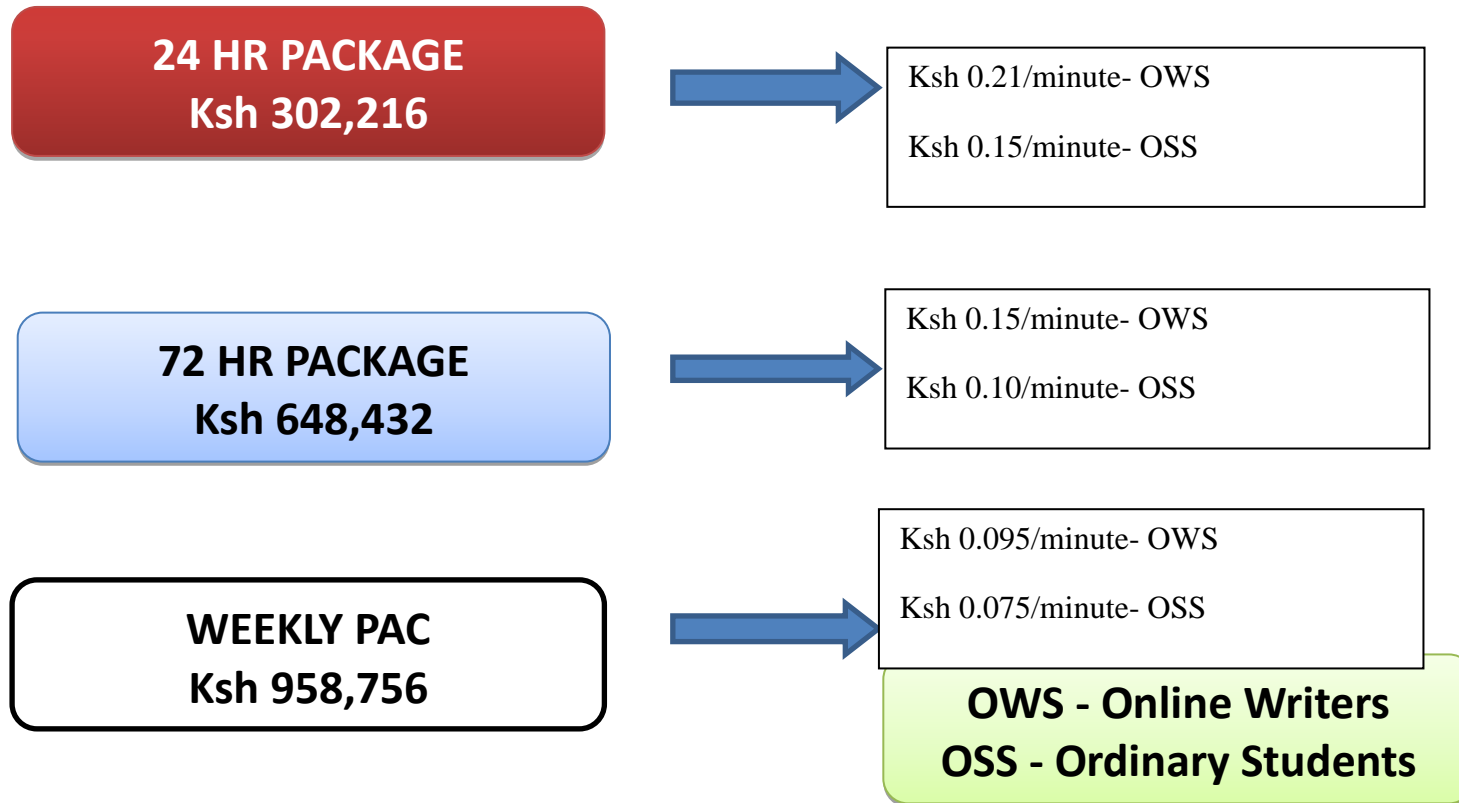 24 HR PACKAGE
Ksh 302,216
Ksh 0.21/minute- OWS
Ksh 0.15/minute- OSS
72 HR PACKAGE
Ksh 648,432
Ksh 0.15/minute- OWS
Ksh 0.10/minute- OSS
WEEKLY PAC
Ksh 958,756
Ksh 0.095/minute- OWS
Ksh 0.075/minute- OSS
OWS - Online Writers
OSS - Ordinary Students